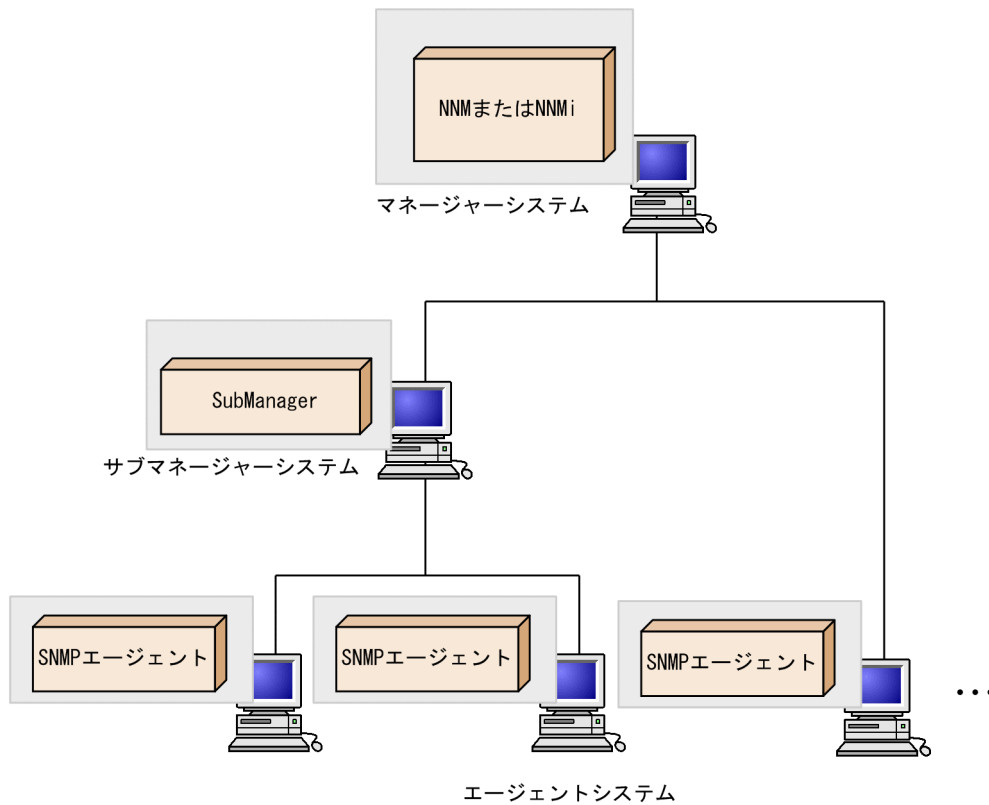 NNMまたはNNMi
マネージャーシステム
SubManager
サブマネージャーシステム
SNMPエージェント
SNMPエージェント
SNMPエージェント
…
エージェントシステム